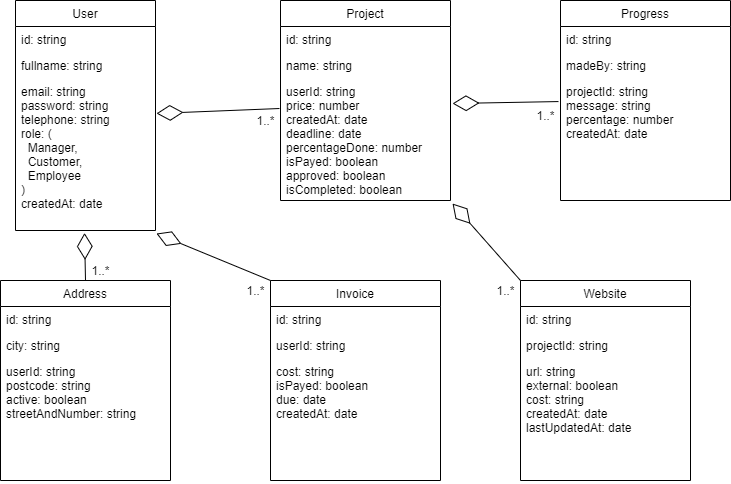 User
id: string
fullname: string
email: string
password: string
telephone: string
role: (
Manager,
Customer,
Employee
)
createdAt: date
1..*
Project
id: string
name: string
userId: string
price: number
createdAt: date
deadline: date
percentageDone: number
isPayed: boolean
approved: boolean
isCompleted: boolean
1..*
Progress
id: string
madeBy: string
projectId: string
message: string
percentage: number
createdAt: date
1..*
Address
id: string
city: string
userId: string
postcode: string
active: boolean
streetAndNumber: string
1..*
Invoice
id: string
userId: string
cost: string
isPayed: boolean
due: date
createdAt: date
1..*
Website
id: string
projectId: string
url: string
external: boolean
cost: string
createdAt: date
lastUpdatedAt: date